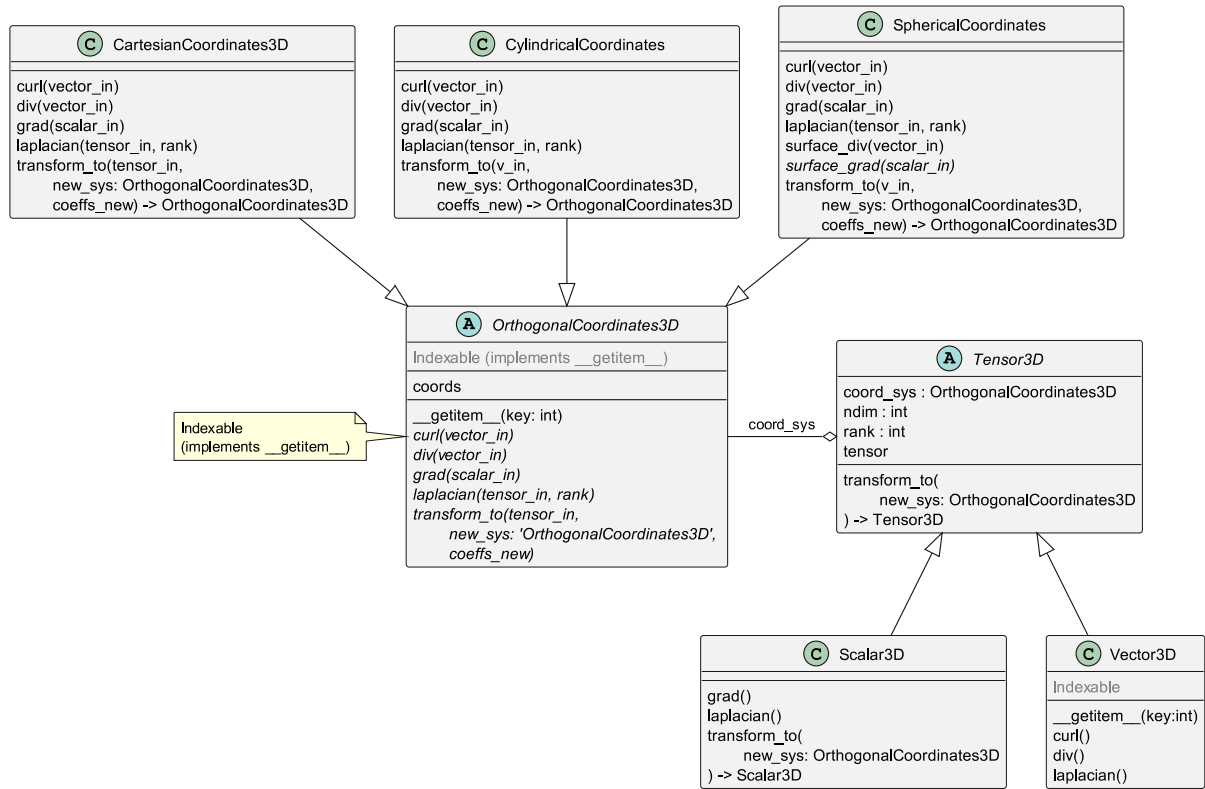 C CartesianCoordinates3D
curl(vector_in)
div(vector_in)
grad(scalar_in)
laplacian(tensor_in, rank)
transform_to(tensor_in,
new_sys: OrthogonalCoordinates3D,
coeffs_new) -> OrthogonalCoordinates3D
C CylindricalCoordinates
curl(vector_in)
div(vector_in)
grad(scalar_in)
laplacian(tensor_in, rank)
transform_to(v_in,
new_sys: OrthogonalCoordinates3D,
coeffs_new) -> OrthogonalCoordinates3D
C SphericalCoordinates
curl(vector_in)
div(vector_in)
grad(scalar_in)
laplacian(tensor_in, rank)
surface_div(vector_in)
surface_grad(scalar_in)
transform_to(v_in,
new_sys: OrthogonalCoordinates3D,
coeffs_new) -> OrthogonalCoordinates3D
Indexable
(implements __getitem__)
A OrthogonalCoordinates3D
Indexable (implements __getitem__)
coords
__getitem__(key: int)
curl(vector_in)
div(vector_in)
grad(scalar_in)
laplacian(tensor_in, rank)
transform_to(tensor_in,
new_sys: 'OrthogonalCoordinates3D',
coeffs_new)
coord_sys
A Tensor3D
coord_sys : OrthogonalCoordinates3D
ndim : int
rank : int
tensor
transform_to(
new_sys: OrthogonalCoordinates3D
) -> Tensor3D
C Scalar3D
grad()
laplacian()
transform_to(
new_sys: OrthogonalCoordinates3D
) -> Scalar3D
C Vector3D
Indexable
__getitem__(key:int)
curl()
div()
laplacian()